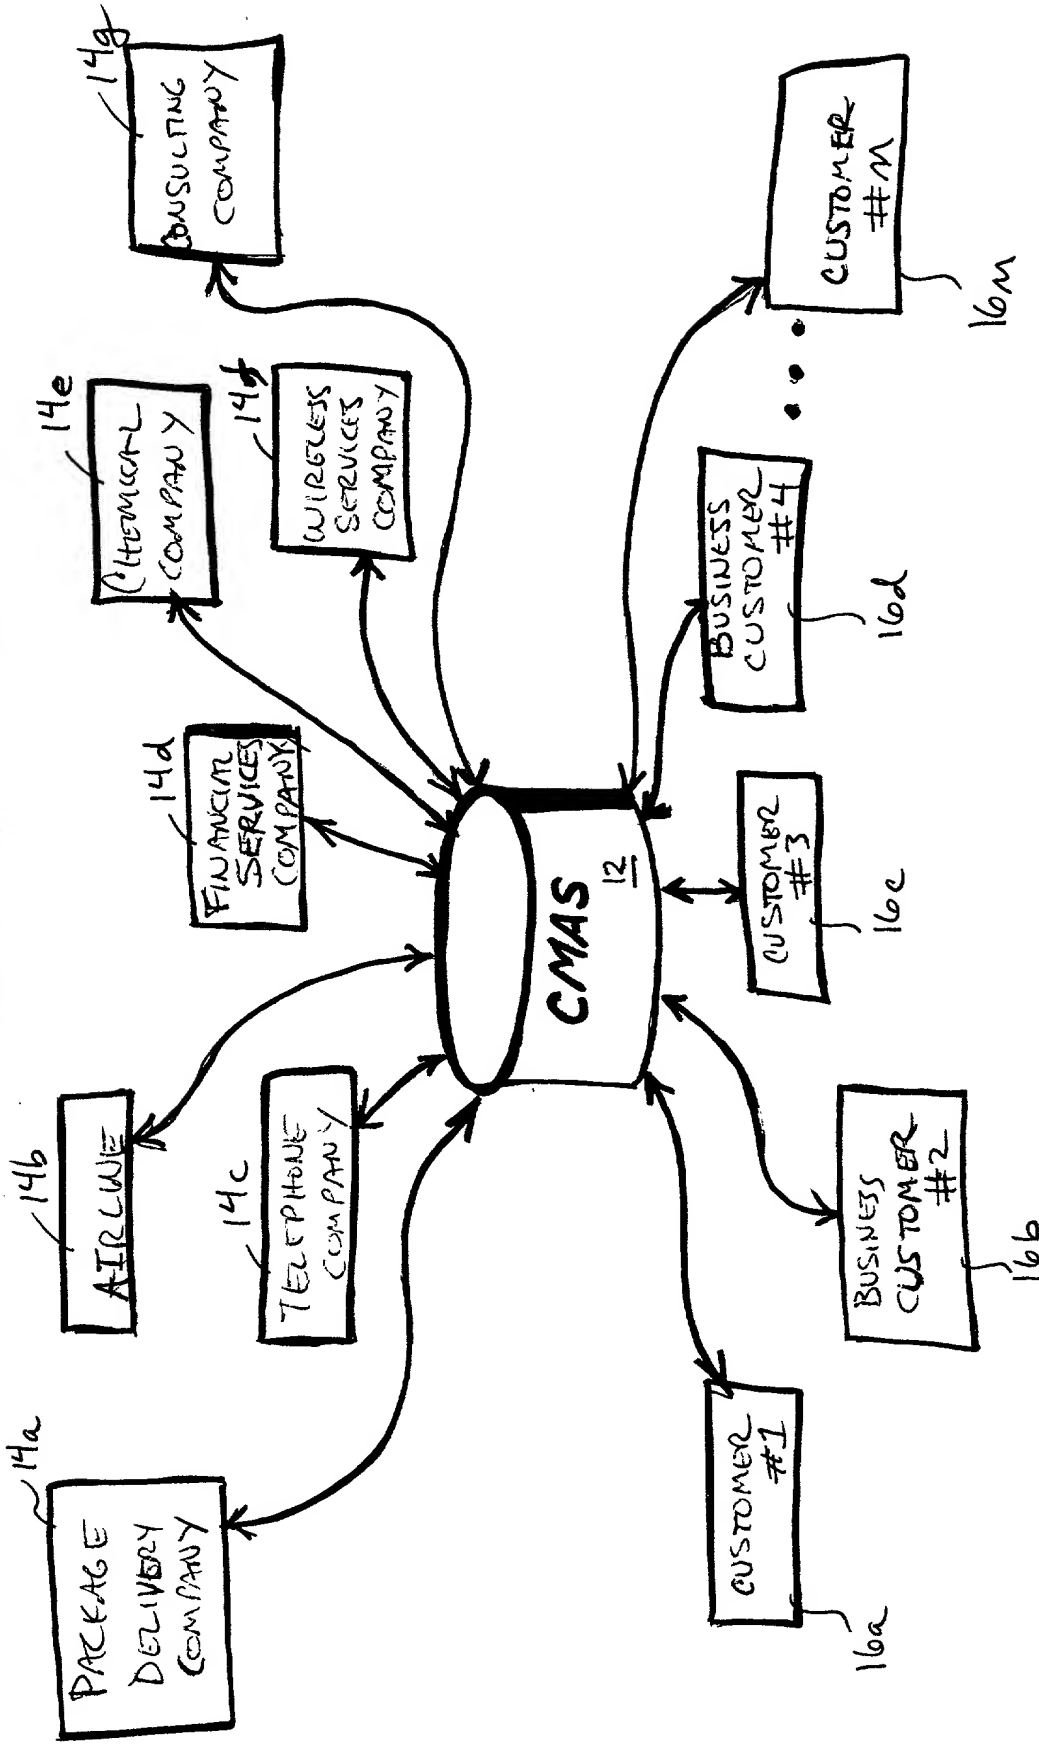 14a
PACKAGE
DELIVERY
COMPANY
14b
AIRLINE
14c
TELEPHONE
COMPANY
14d
FINANCIAL
SERVICES
COMPANY
14e
CHEMICAL
COMPANY
14f
WIRELESS
SERVICES
COMPANY
14g
CONSULTING
COMPANY
CMAS
12
CUSTOMER
#1
16a
BUSINESS
CUSTOMER
#2
16b
CUSTOMER
#3
16c
BUSINESS
CUSTOMER
#4
16d
CUSTOMER
#M
16M